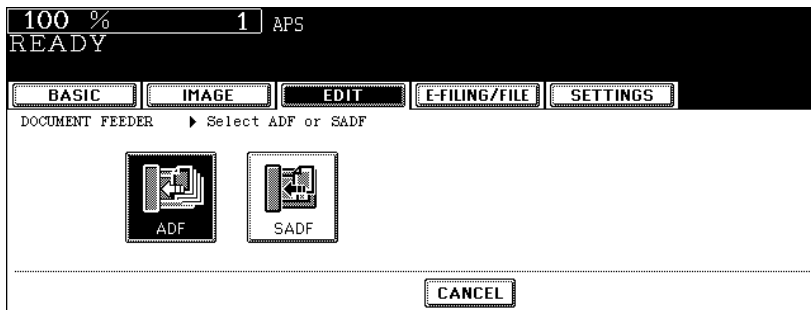 100 % 1 APS
READY
BASIC IMAGE EDIT E-FILING/FILE SETTINGS
DOCUMENT FEEDER ▶ Select ADF or SADF
ADF SADF
CANCEL